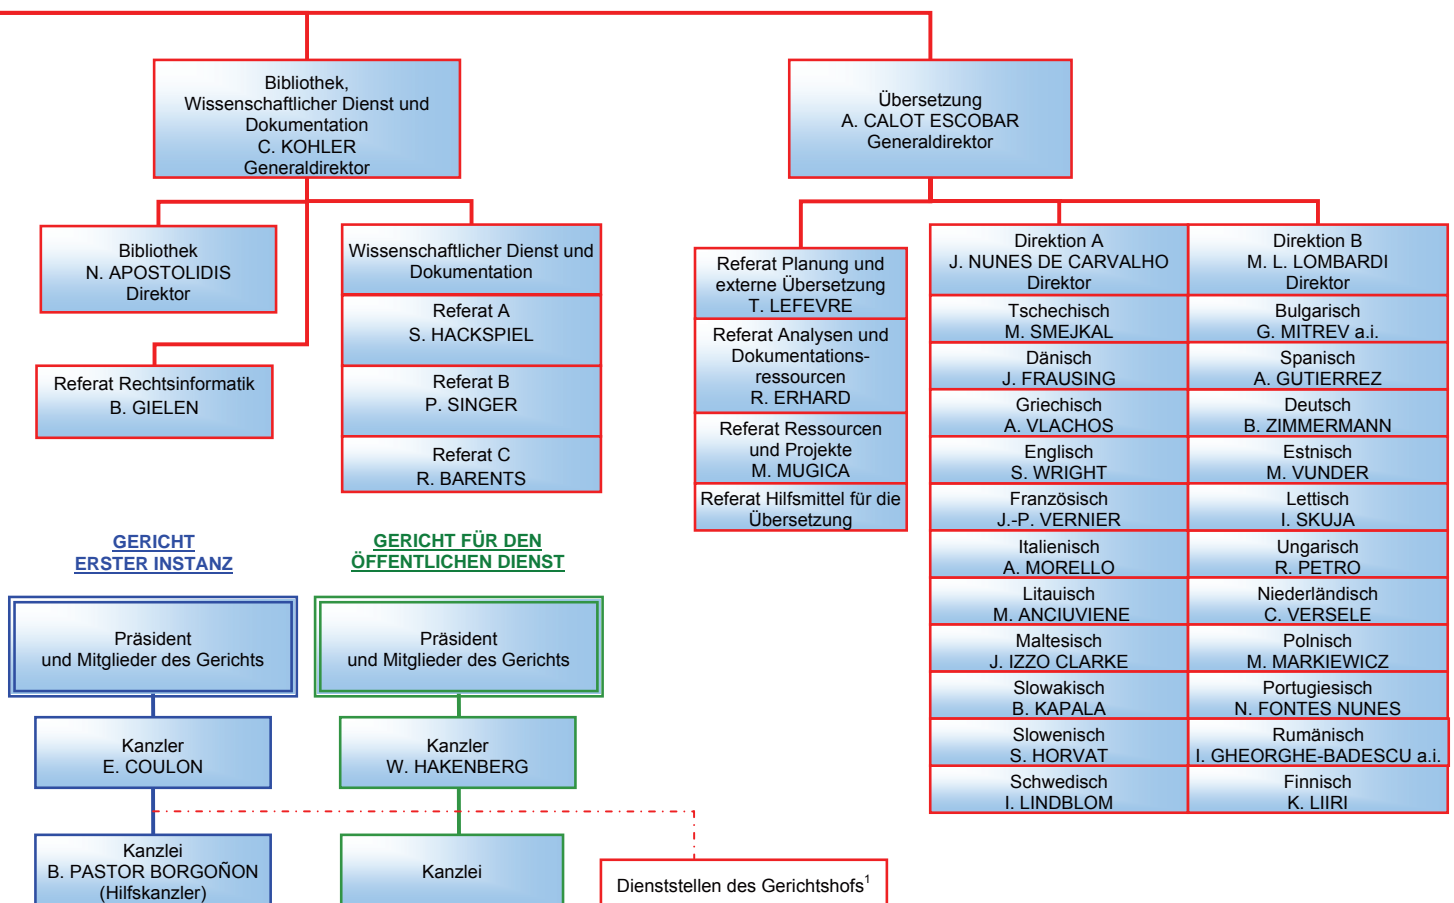 Bibliothek,
Wissenschaftlicher Dienst und
Dokumentation
C. KOHLER
Generaldirektor
Übersetzung
A. CALOT ESCOBAR
Generaldirektor
Bibliothek
N. APOSTOLIDIS
Direktor
Referat Rechtsinformatik
B. GIELEN
Wissenschaftlicher Dienst und
Dokumentation
Referat A
S. HACKSPIEL
Referat B
P. SINGER
Referat C
R. BARENTS
Referat Planung und
externe Übersetzung
T. LEFEVRE
Referat Analysen und
Dokumentations-
ressourcen
R. ERHARD
Referat Ressourcen
und Projekte
M. MUGICA
Referat Hilfsmittel für die
Übersetzung
Direktion A
J. NUNES DE CARVALHO
Direktor
Tschechisch
M. SMEJKAL
Dänisch
J. FRAUSING
Griechisch
A. VLACHOS
Englisch
S. WRIGHT
Französisch
J.-P. VERNIER
Italienisch
A. MORELLO
Litauisch
M. ANCIUVIENE
Maltesisch
J. IZZO CLARKE
Slowakisch
B. KAPALA
Slowenisch
S. HORVAT
Schwedisch
I. LINDBLOM
Direktion B
M. L. LOMBARDI
Direktor
Bulgarisch
G. MITREV a.i.
Spanisch
A. GUTIERREZ
Deutsch
B. ZIMMERMANN
Estnisch
M. VUNDER
Lettisch
I. SKUJA
Ungarisch
R. PETRO
Niederländisch
C. VERSELE
Polnisch
M. MARKIEWICZ
Portugiesisch
N. FONTES NUNES
Rumänisch
I. GHEORGHE-BADESCU a.i.
Finnisch
K. LIIRI
GERICHT
ERSTER INSTANZ
Präsident
und Mitglieder des Gerichts
Kanzler
E. COULON
Kanzlei
B. PASTOR BORGOÑON
(Hilfskanzler)
GERICHT FÜR DEN
ÖFFENTLICHEN DIENST
Präsident
und Mitglieder des Gerichts
Kanzler
W. HAKENBERG
Kanzlei
Dienststellen des Gerichtshofs¹